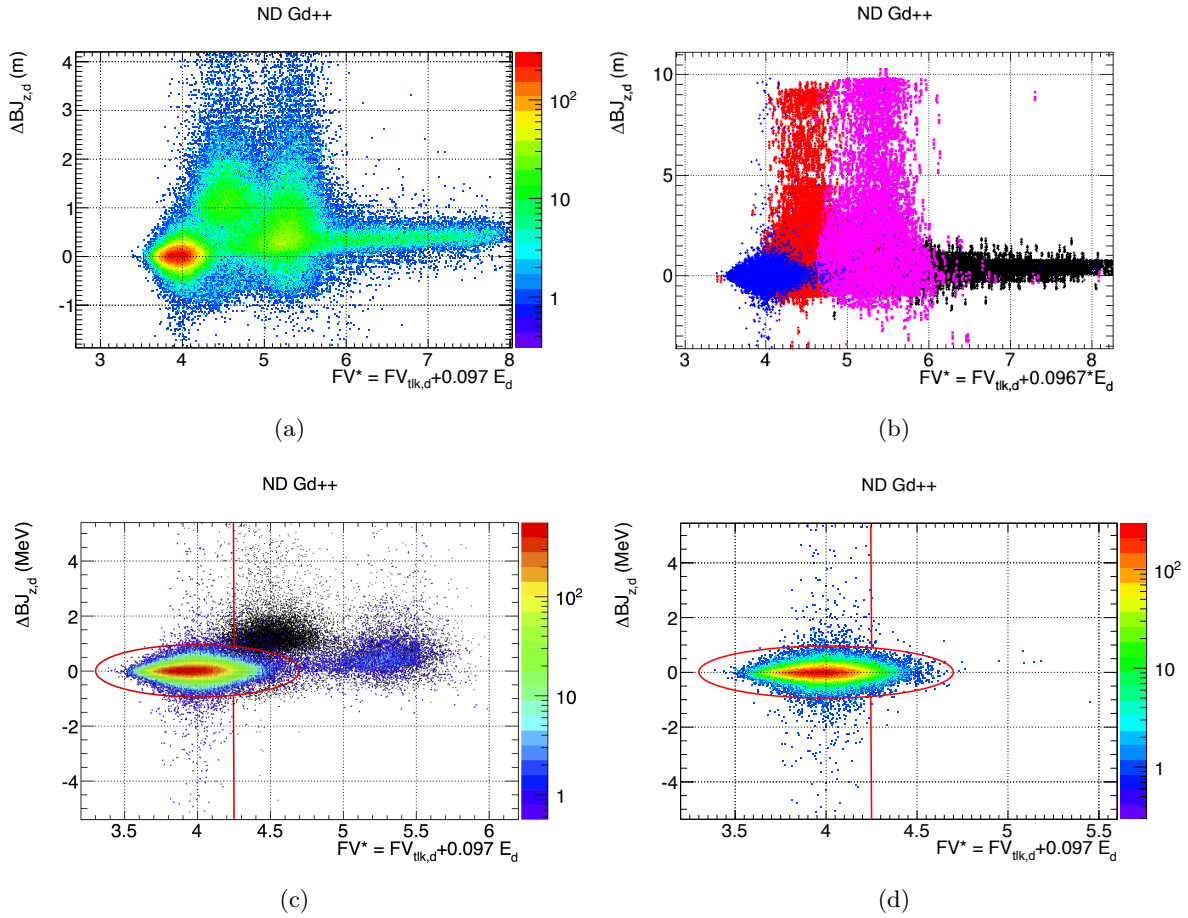 ND Gd++
ΔBJz,d (m)
4
3
2
1
0
-1
10²
10
1
3 4 5 6 7 8
FV* = FVtlk,d+0.097 Ed
(a)
ND Gd++
ΔBJz,d (m)
10
5
0
3 4 5 6 7 8
FV* = FVtlk,d+0.0967*Ed
(b)
ND Gd++
ΔBJz,d (MeV)
4
2
0
-2
-4
10²
10
1
3.5 4 4.5 5 5.5 6
FV* = FVtlk,d+0.097 Ed
(c)
ND Gd++
ΔBJz,d (MeV)
4
2
0
-2
-4
10²
10
1
3.5 4 4.5 5 5.5
FV* = FVtlk,d+0.097 Ed
(d)